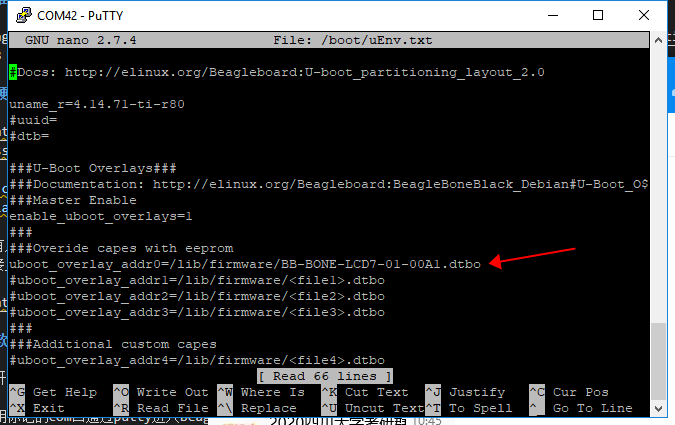 COM42 - PuTTY
GNU nano 2.7.4 File: /boot/uEnv.txt
#Docs: http://elinux.org/Beagleboard:U-boot_partitioning_layout_2.0
uname_r=4.14.71-ti-r80
#uuid=
#dtb=
###U-Boot Overlays###
###Documentation: http://elinux.org/Beagleboard:BeagleBoneBlack_Debian#U-Boot_O$
###Master Enable
enable_uboot_overlays=1
###
###Overide capes with eeprom
uboot_overlay_addr0=/lib/firmware/BB-BONE-LCD7-01-00A1.dtbo
#uboot_overlay_addr1=/lib/firmware/<file1>.dtbo
#uboot_overlay_addr2=/lib/firmware/<file2>.dtbo
#uboot_overlay_addr3=/lib/firmware/<file3>.dtbo
###
###Additional custom capes
#uboot_overlay_addr4=/lib/firmware/<file4>.dtbo
[ Read 66 lines ]
^G Get Help ^O Write Out ^W Where Is ^K Cut Text ^J Justify ^C Cur Pos
^X Exit ^R Read File ^\ Replace ^U Uncut Text ^T To Spell ^_ Go To Line
10:45